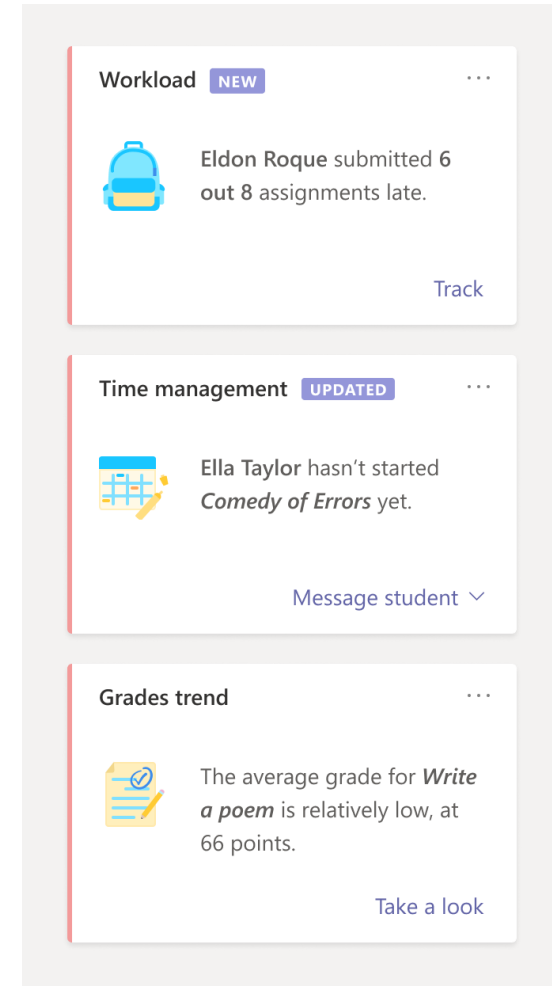 Workload NEW
Eldon Roque submitted 6
out 8 assignments late.
Track
Time management UPDATED
Ella Taylor hasn’t started
Comedy of Errors yet.
Message student
Grades trend
The average grade for Write
a poem is relatively low, at
66 points.
Take a look